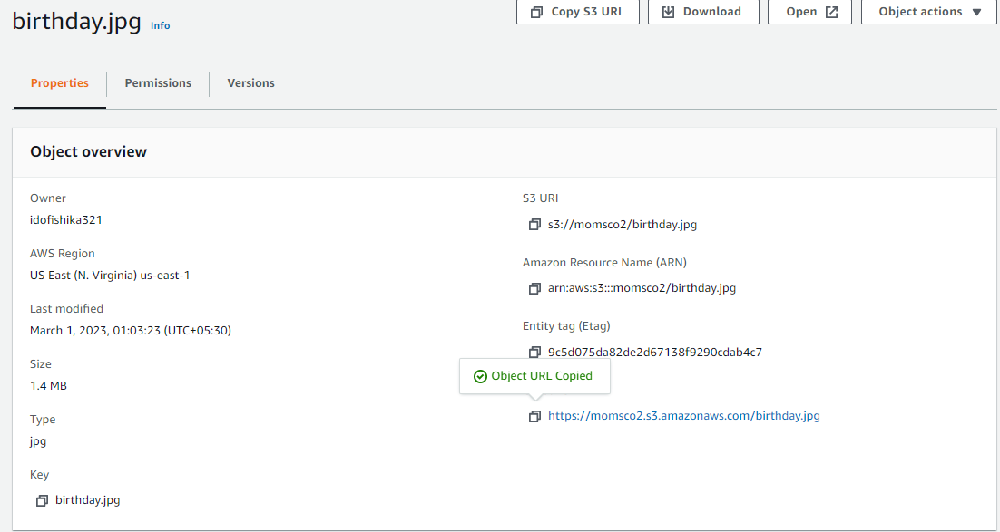 birthday.jpg Info
Copy S3 URI
Download
Open
Object actions
Properties
Permissions
Versions
Object overview
Owner
idofishika321
AWS Region
US East (N. Virginia) us-east-1
Last modified
March 1, 2023, 01:03:23 (UTC+05:30)
Size
1.4 MB
Type
jpg
Key
birthday.jpg
S3 URI
s3://momsco2/birthday.jpg
Amazon Resource Name (ARN)
arn:aws:s3:::momsco2/birthday.jpg
Entity tag (Etag)
9c5d075da82de2d67138f9290cdab4c7
Object URL Copied
https://momsco2.s3.amazonaws.com/birthday.jpg